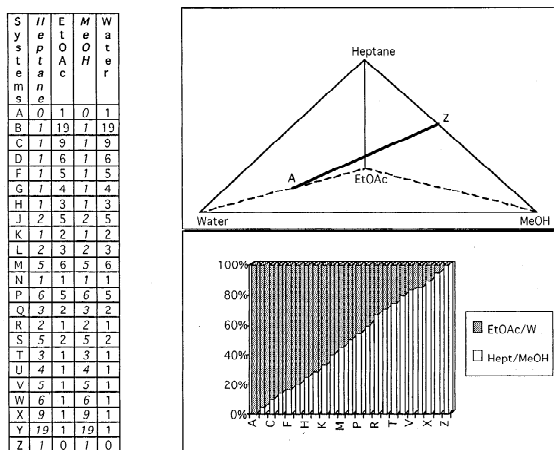 Systems Heptane EtOAc MeOH Water
A 0 1 0 1
B 1 19 1 19
C 1 9 1 9
D 1 6 1 6
F 1 5 1 5
G 1 4 1 4
H 1 3 1 3
J 2 5 2 5
K 1 2 1 2
L 2 3 2 3
M 5 6 5 6
N 1 1 1 1
P 6 5 6 5
Q 3 2 3 2
R 2 1 2 1
S 5 2 5 2
T 3 1 3 1
U 4 1 4 1
V 5 1 5 1
W 6 1 6 1
X 9 1 9 1
Y 19 1 19 1
Z 1 0 1 0
Heptane
Z
A
EtOAc
Water MeOH
100%
80%
60%
40%
20%
0%
A C F H K M P R T V X Z
EtOAc/W
Hept/MeOH